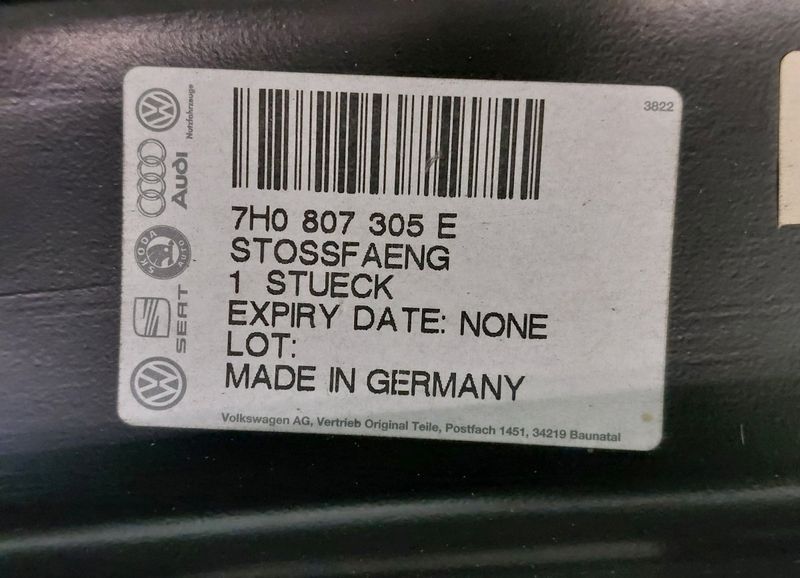 3822
7H0 807 305 E
STOSSFAENG
1 STUECK
EXPIRY DATE: NONE
LOT:
MADE IN GERMANY
Volkswagen AG, Vertrieb Original Teile, Postfach 1451, 34219 Baunatal
Nutzfahrzeuge
Audi
SKODA
AUTO
SEAT